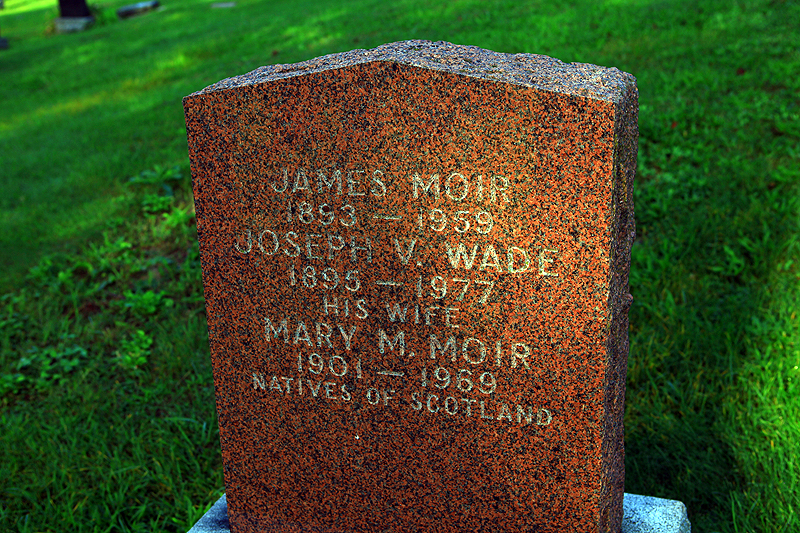 JAMES MOIR
1893 — 1959
JOSEPH V. WADE
1895 — 1977
HIS WIFE
MARY M. MOIR
1901 — 1969
NATIVES OF SCOTLAND